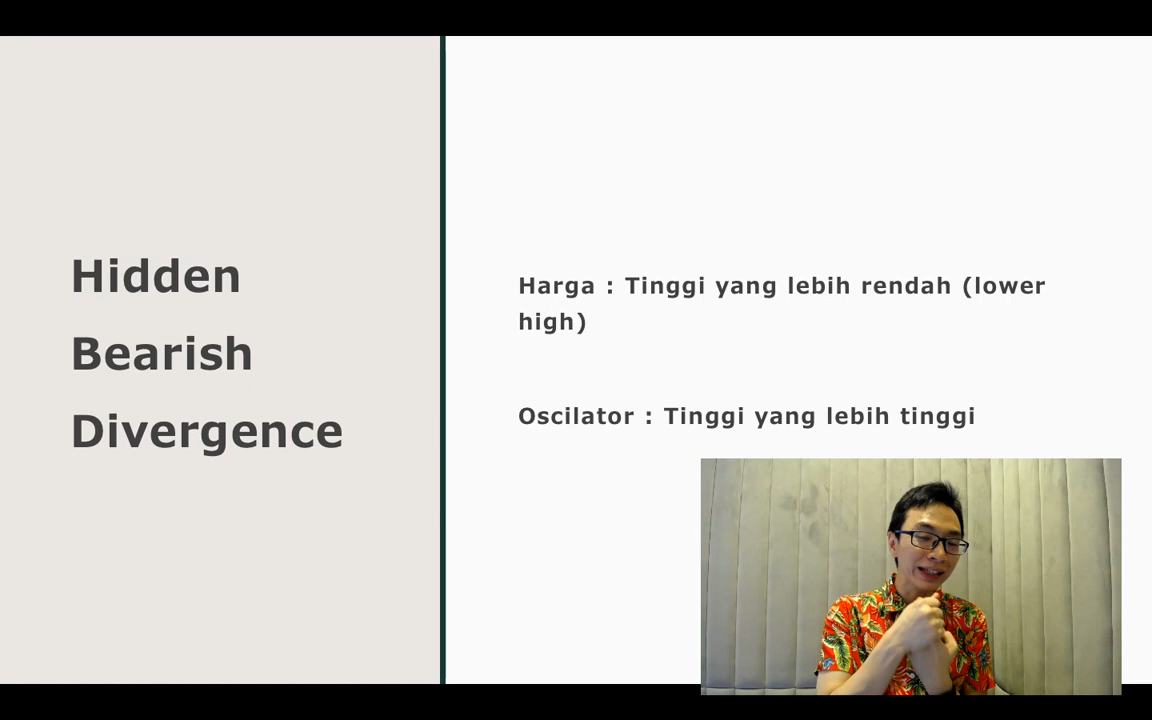 Hidden
Bearish
Divergence
Harga : Tinggi yang lebih rendah (lower
high)
Oscilator : Tinggi yang lebih tinggi